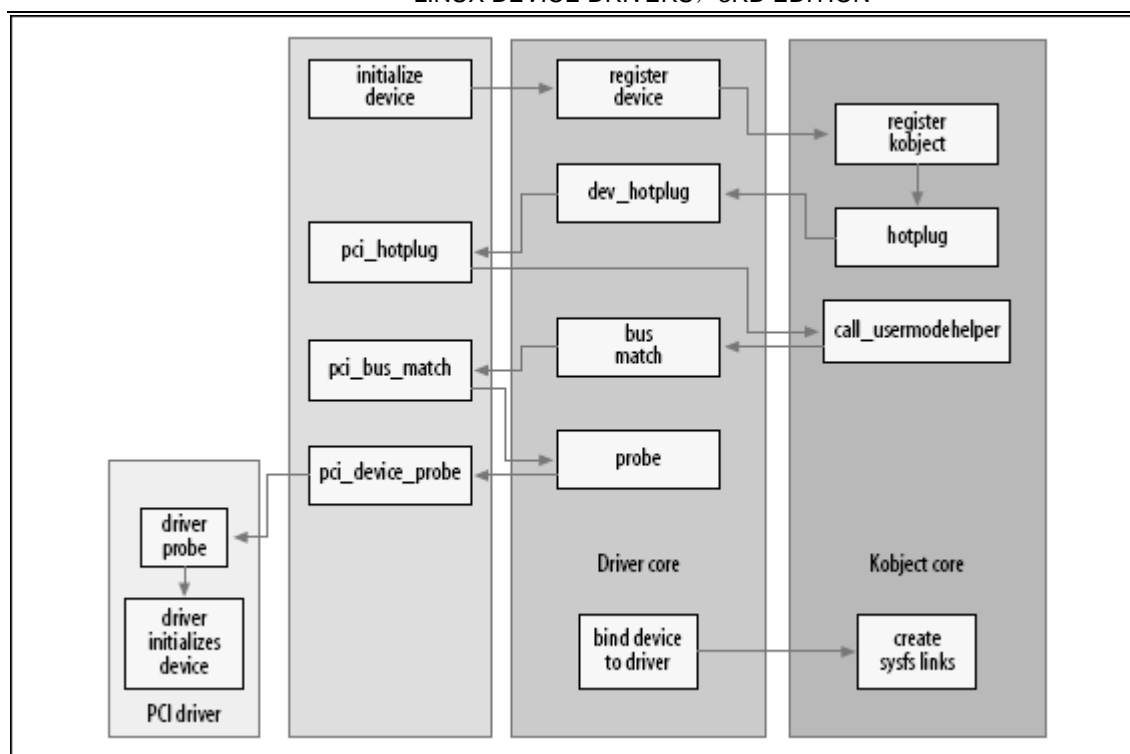 LINUX DEVICE DRIVERS, 3RD EDITION
initialize
device
register
device
register
kobject
dev_hotplug
hotplug
pci_hotplug
call_usermodehelper
bus
match
pci_bus_match
probe
pci_device_probe
driver
probe
Driver core
Kobject core
driver
initializes
device
bind device
to driver
create
sysfs links
PCI driver